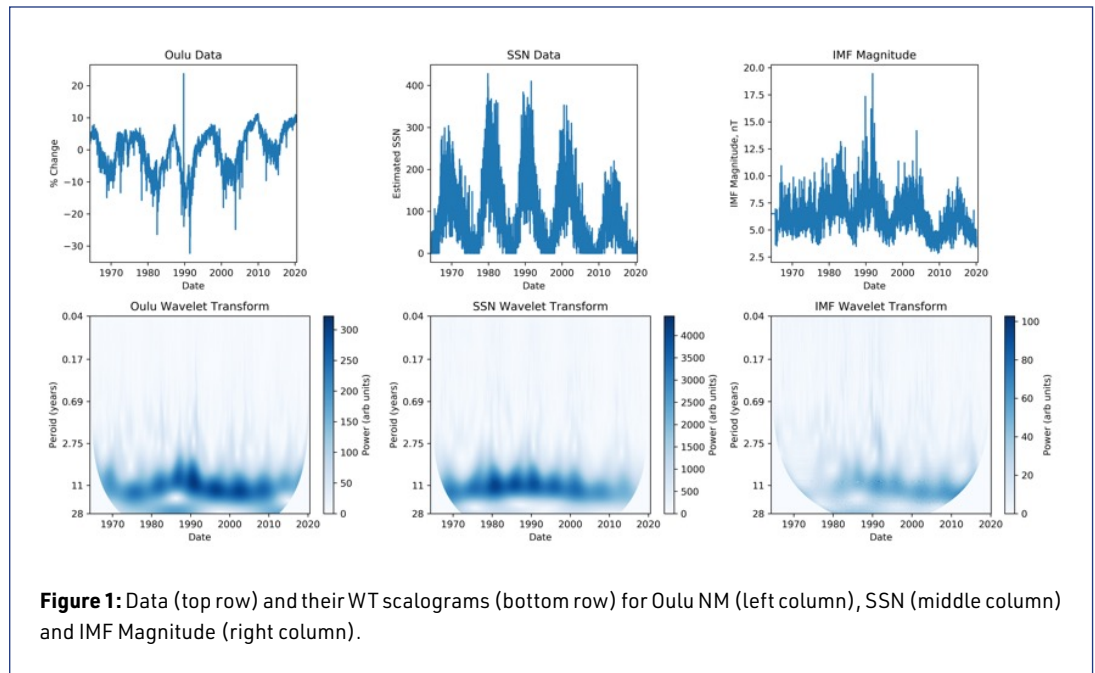 Oulu Data
20
10
0
−10
−20
−30
% Change
1970 1980 1990 2000 2010 2020
Date
SSN Data
400
300
200
100
0
Estimated SSN
1970 1980 1990 2000 2010 2020
Date
IMF Magnitude
20.0
17.5
15.0
12.5
10.0
7.5
5.0
2.5
IMF Magnitude, nT
1970 1980 1990 2000 2010 2020
Date
Oulu Wavelet Transform
0.04
0.17
0.69
2.75
11
28
Peroid (years)
1970 1980 1990 2000 2010 2020
Date
300
250
200
150
100
50
0
Power (arb units)
SSN Wavelet Transform
0.04
0.17
0.69
2.75
11
28
Peroid (years)
1970 1980 1990 2000 2010 2020
Date
4000
3500
3000
2500
2000
1500
1000
500
0
Power (arb units)
IMF Wavelet Transform
0.04
0.17
0.69
2.75
11
28
Period (years)
1970 1980 1990 2000 2010 2020
Date
100
80
60
40
20
0
Power (arb units)
Figure 1: Data (top row) and their WT scalograms (bottom row) for Oulu NM (left column), SSN (middle column)
and IMF Magnitude (right column).